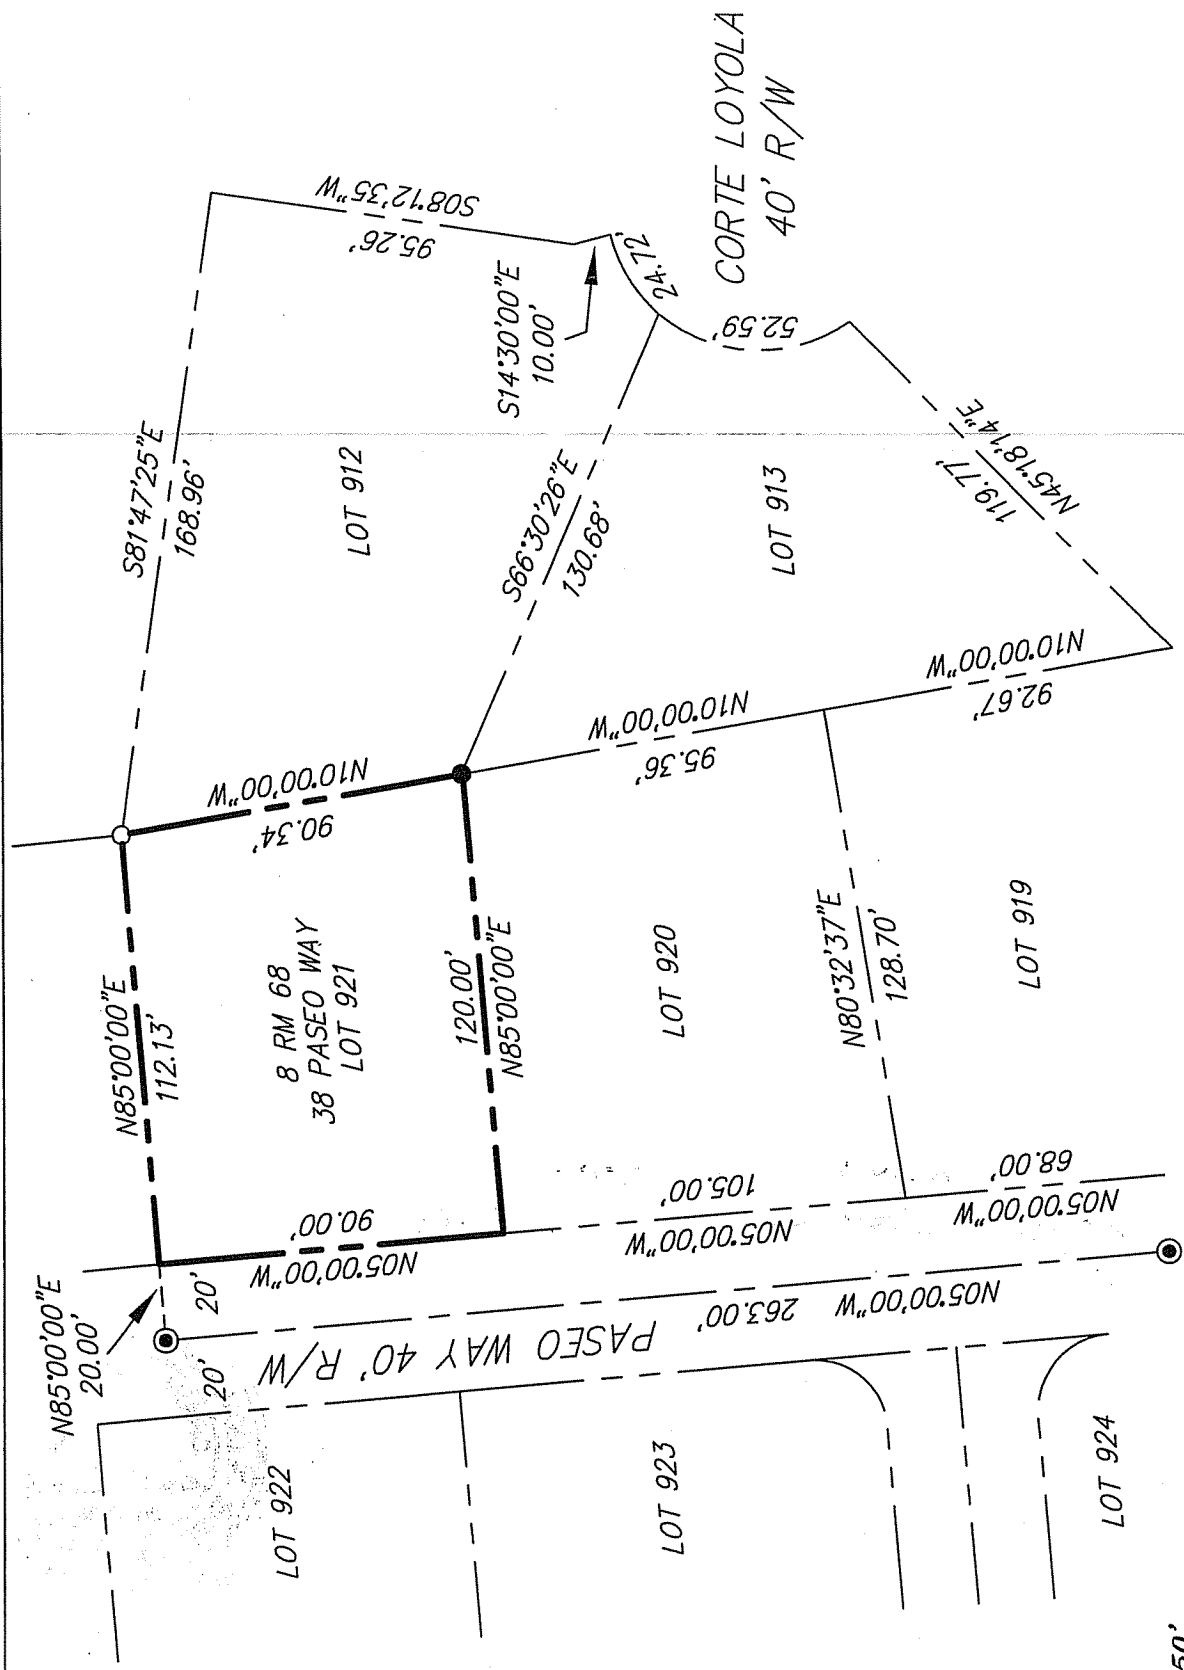 N85°00'00"E
20.00'
20'
20'
N85°00'00"E
112.13'
S81°47'25"E
168.96'
S08°12'35"W
95.26'
S14°30'00"E
10.00'
24.72'
CORTE LOYOLA
40' R/W
52.59'
LOT 912
N10°00'00"W
90.34'
8 RM 68
38 PASEO WAY
LOT 921
N05°00'00"W
90.00'
120.00'
N85°00'00"E
S66°30'26"E
130.68'
LOT 913
N45°18'14"E
119.77'
N10°00'00"W
95.36'
N10°00'00"W
92.67'
LOT 920
N80°32'37"E
128.70'
LOT 919
105.00'
N05°00'00"W
68.00'
N05°00'00"W
N05°00'00"W 263.00'
PASEO WAY 40' R/W
LOT 922
LOT 923
LOT 924
50'